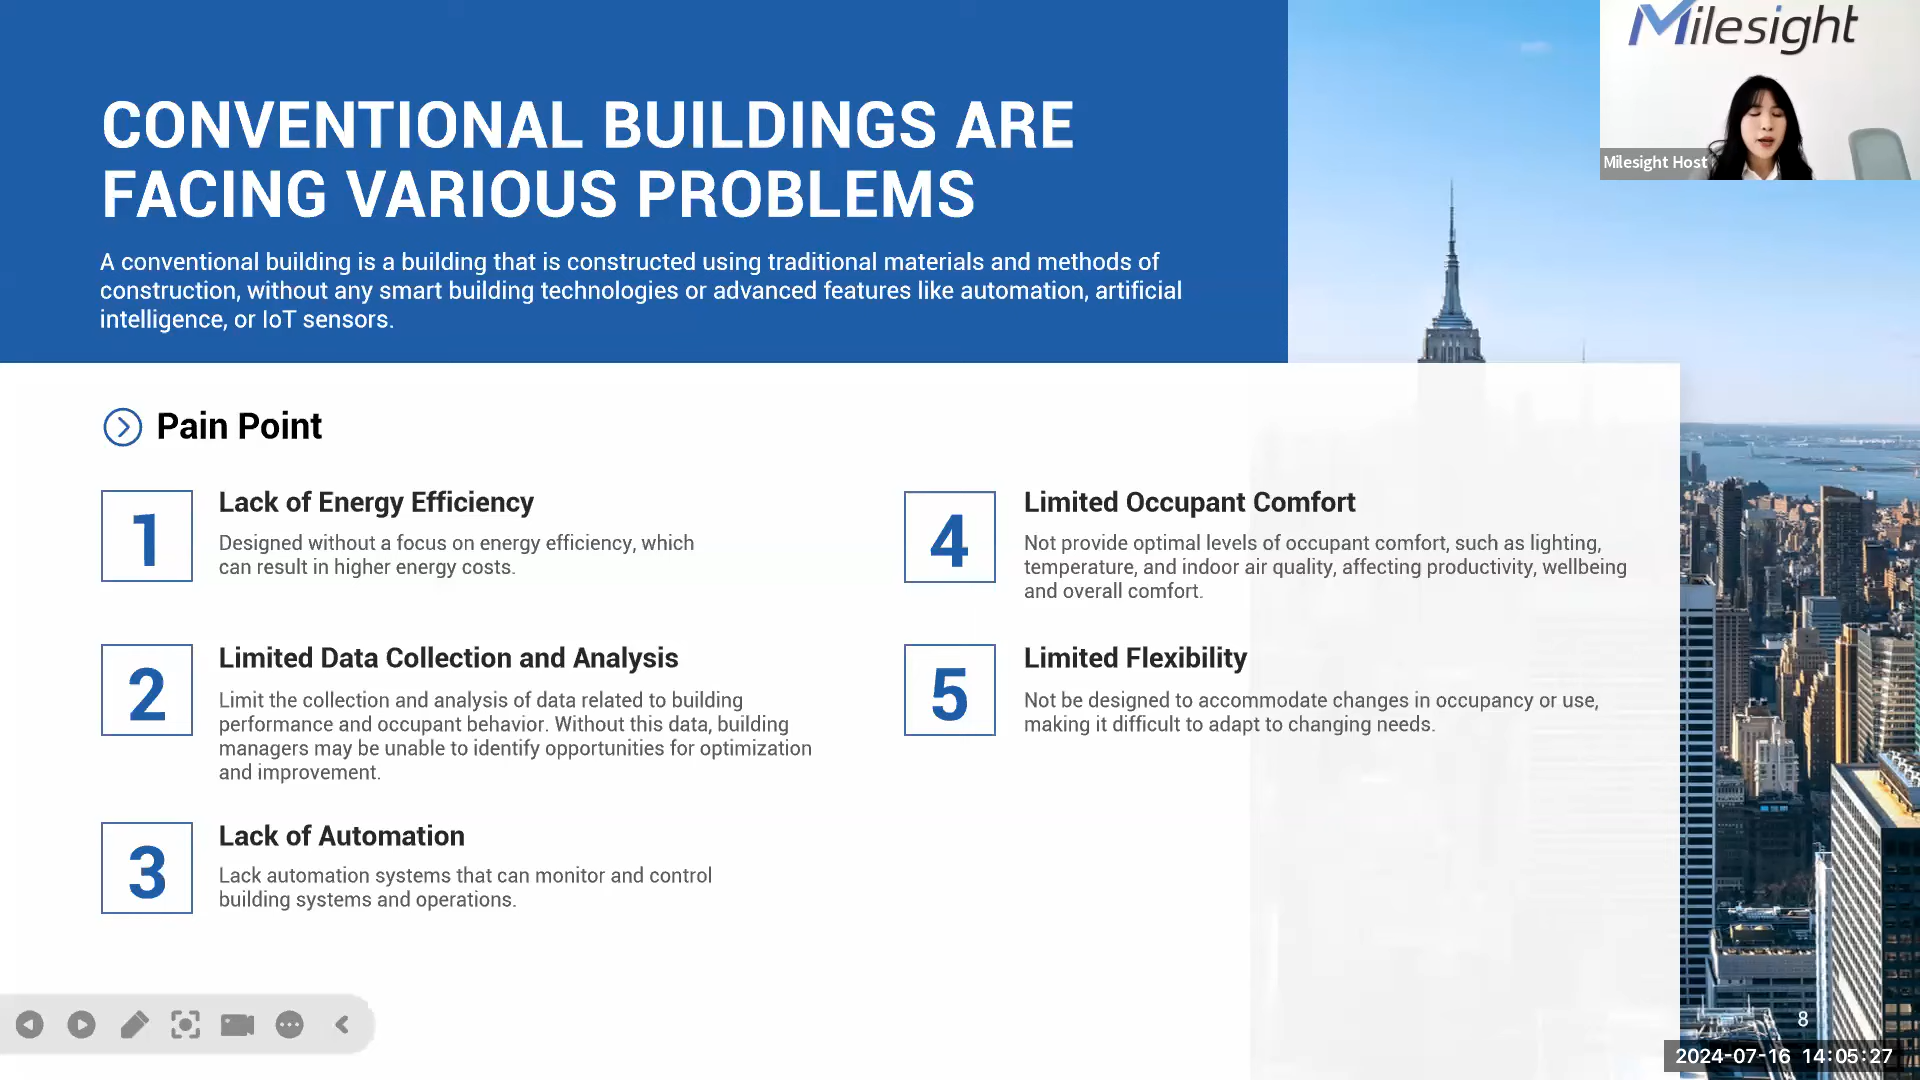 CONVENTIONAL BUILDINGS ARE
FACING VARIOUS PROBLEMS
A conventional building is a building that is constructed using traditional materials and methods of
construction, without any smart building technologies or advanced features like automation, artificial
intelligence, or IoT sensors.
Milesight
Milesight Host
Pain Point
1
Lack of Energy Efficiency
Designed without a focus on energy efficiency, which
can result in higher energy costs.
2
Limited Data Collection and Analysis
Limit the collection and analysis of data related to building
performance and occupant behavior. Without this data, building
managers may be unable to identify opportunities for optimization
and improvement.
3
Lack of Automation
Lack automation systems that can monitor and control
building systems and operations.
4
Limited Occupant Comfort
Not provide optimal levels of occupant comfort, such as lighting,
temperature, and indoor air quality, affecting productivity, wellbeing
and overall comfort.
5
Limited Flexibility
Not be designed to accommodate changes in occupancy or use,
making it difficult to adapt to changing needs.
8
2024-07-16 14:05:27